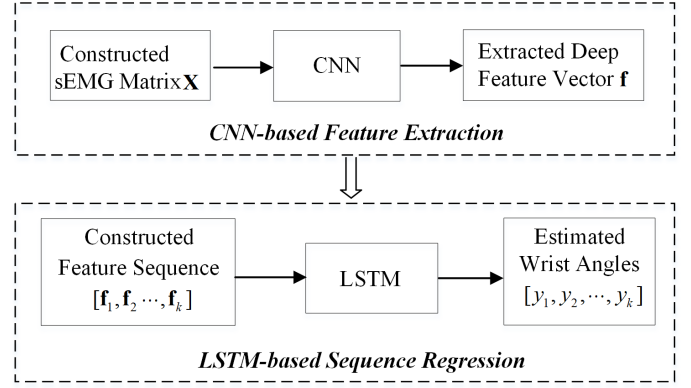 Constructed
sEMG Matrix X
CNN
Extracted Deep
Feature Vector f
CNN-based Feature Extraction
Constructed
Feature Sequence
[f₁, f₂ ⋯, fₖ]
LSTM
Estimated
Wrist Angles
[y₁, y₂, ⋯, yₖ]
LSTM-based Sequence Regression